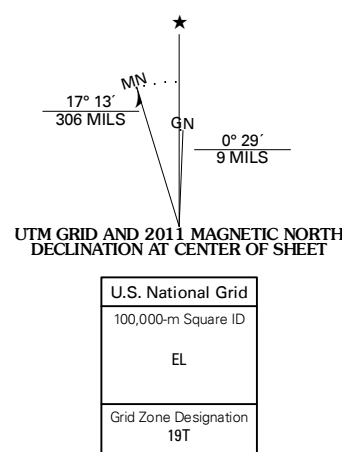 ★
MN
17° 13´
306 MILS
GN
0° 29´
9 MILS
UTM GRID AND 2011 MAGNETIC NORTH
DECLINATION AT CENTER OF SHEET
U.S. National Grid
100,000-m Square ID
EL
Grid Zone Designation
19T